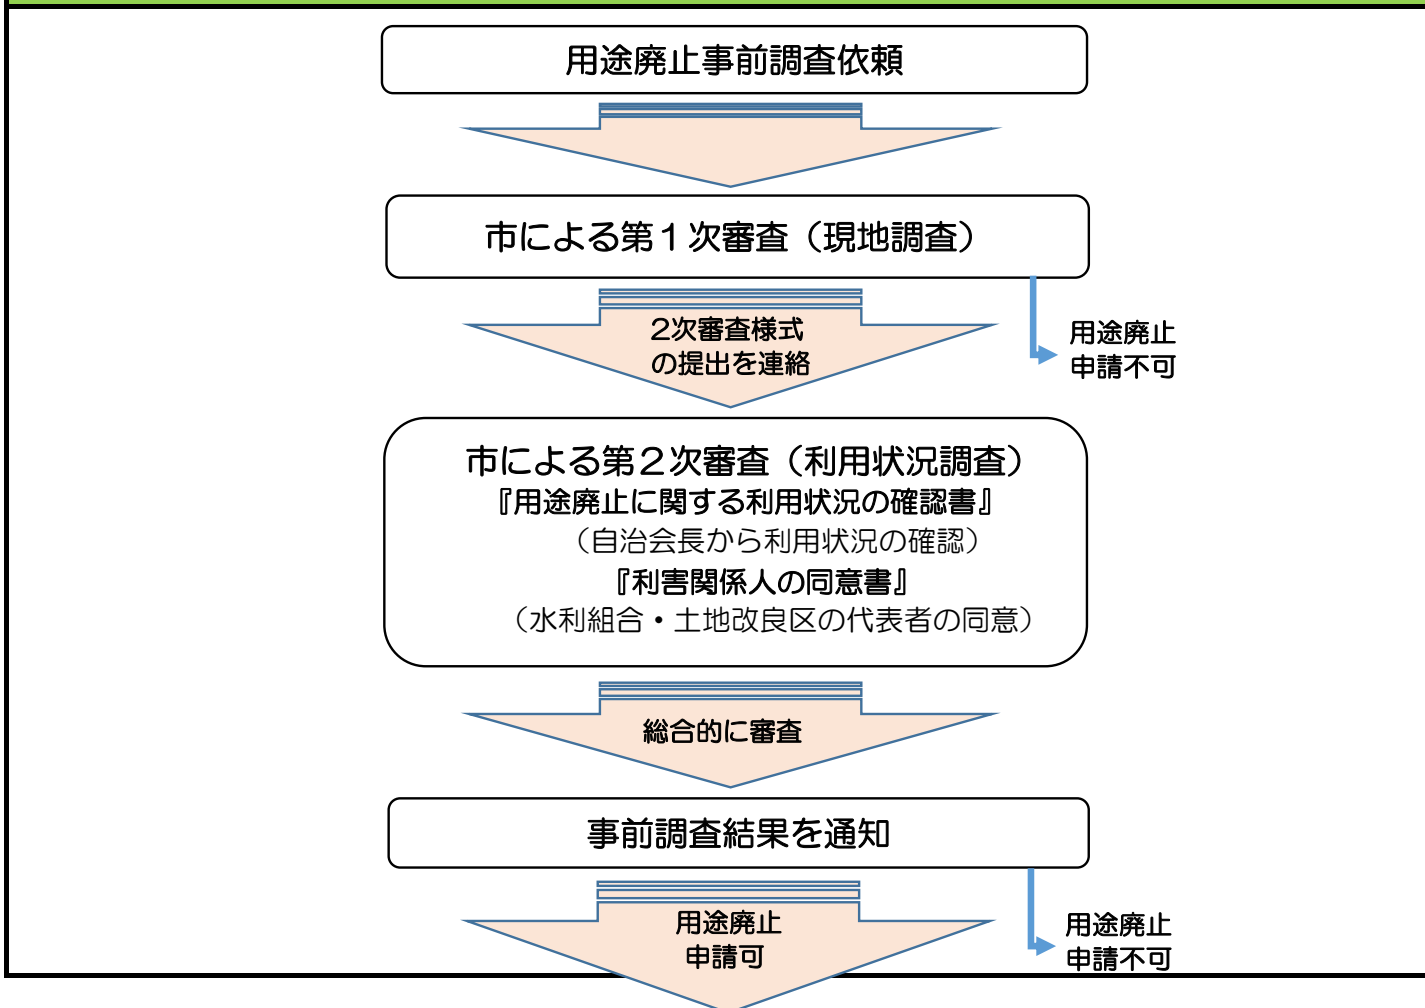 用途廃止事前調査依頼
市による第１次審査（現地調査）
２次審査様式
の提出を連絡
用途廃止
申請不可
市による第２次審査（利用状況調査）
『用途廃止に関する利用状況の確認書』
（自治会長から利用状況の確認）
『利害関係人の同意書』
（水利組合・土地改良区の代表者の同意）
総合的に審査
事前調査結果を通知
用途廃止
申請可
用途廃止
申請不可